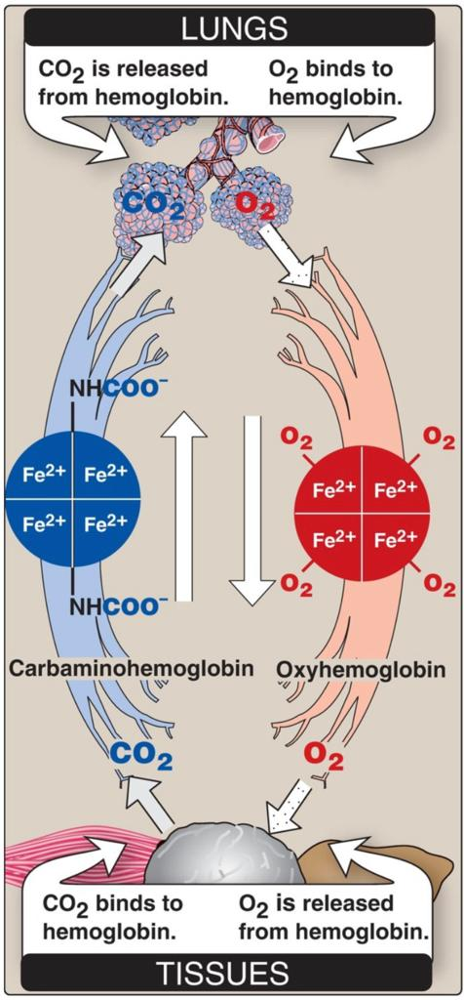 LUNGS
CO₂ is released
from hemoglobin.
O₂ binds to
hemoglobin.
CO₂
O₂
NHCOO⁻
O₂ O₂
Fe²⁺ Fe²⁺
Fe²⁺ Fe²⁺
Fe²⁺ Fe²⁺
Fe²⁺ Fe²⁺
O₂ O₂
NHCOO⁻
Carbaminohemoglobin
Oxyhemoglobin
CO₂
O₂
CO₂ binds to
hemoglobin.
O₂ is released
from hemoglobin.
TISSUES